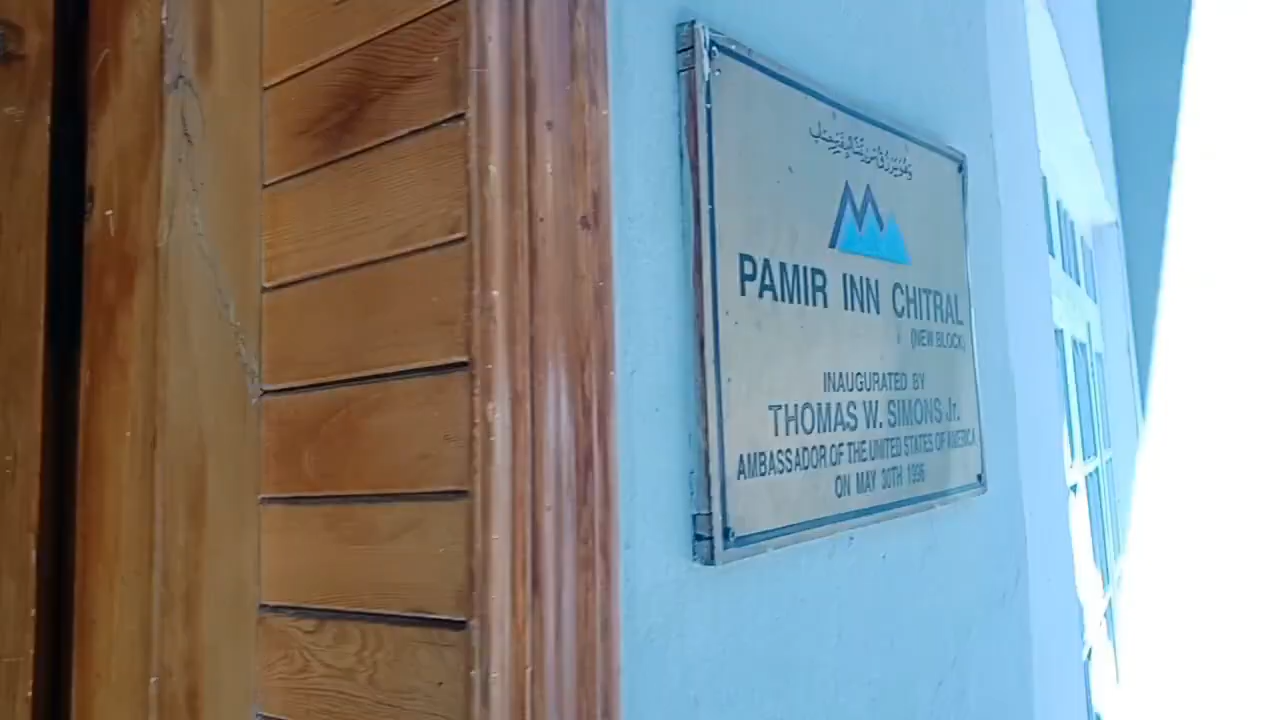 PAMIR INN CHITRAL
(NEW BLOCK)
INAUGURATED BY
THOMAS W. SIMONS Jr.
AMBASSADOR OF THE UNITED STATES OF AMERICA
ON MAY 30TH 1996